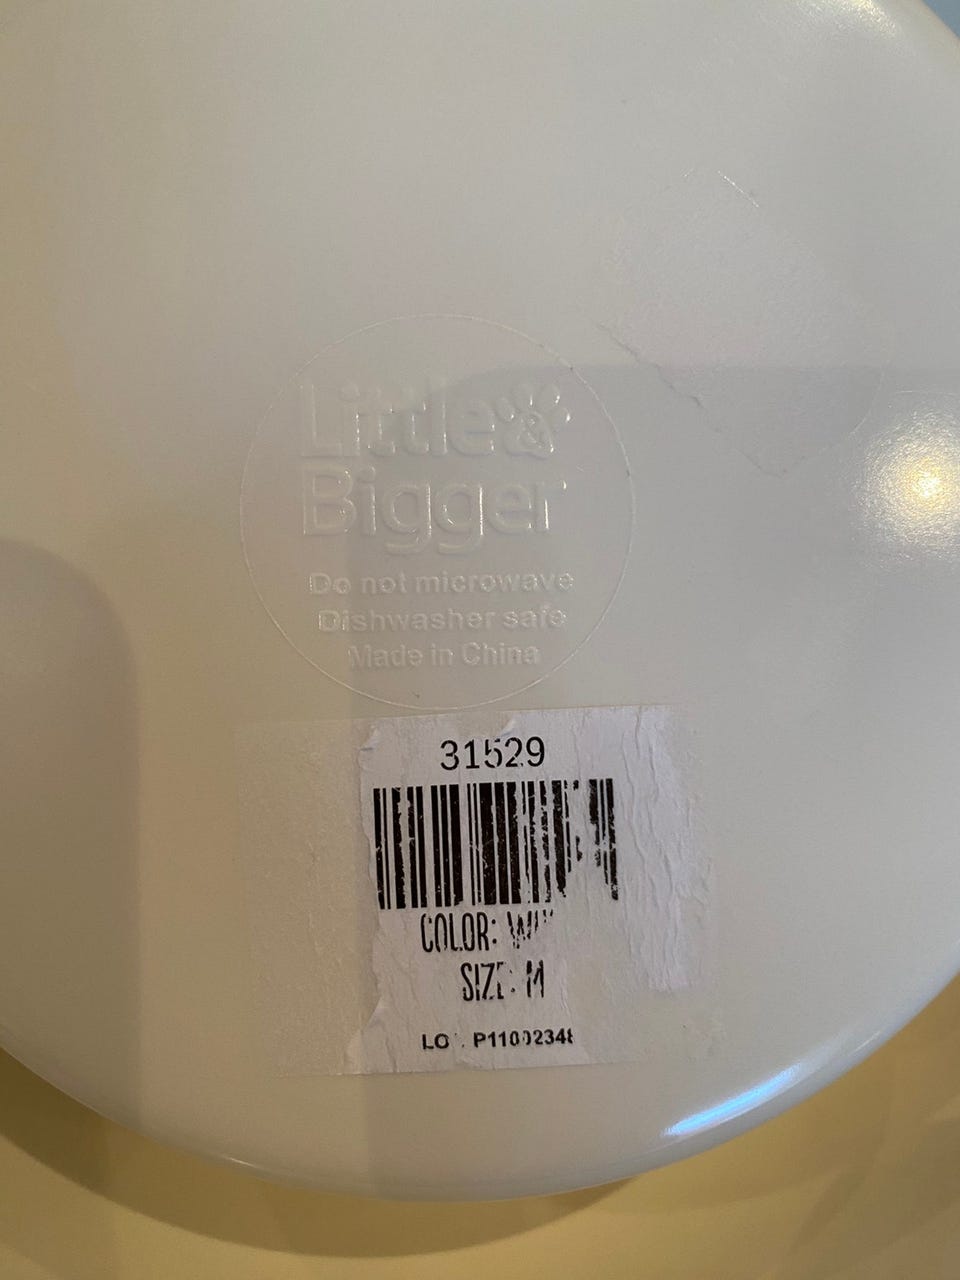 Little &
Bigger
Do not microwave
Dishwasher safe
Made in China
31529
COLOR:
SIZE: M